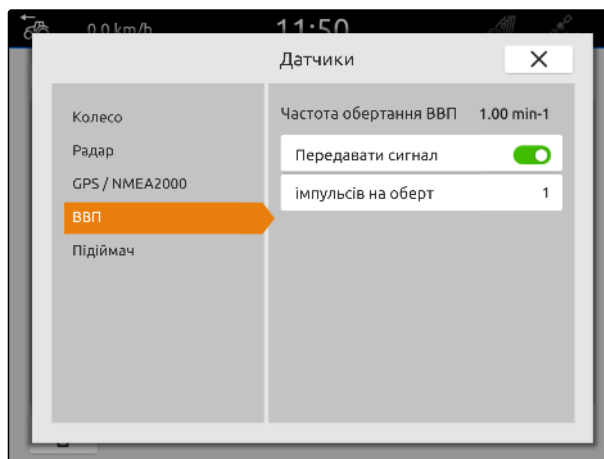 0.0 km/h 11:50
Датчики
Колесо
Радар
GPS / NMEA2000
ВВП
Підіймач
Частота обертання ВВП 1.00 min-1
Передавати сигнал
імпульсів на оберт 1